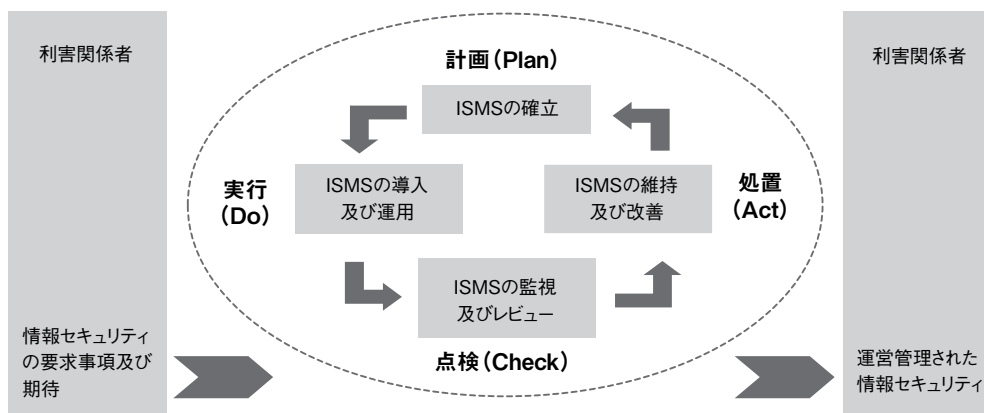 利害関係者
情報セキュリティ
の要求事項及び
期待
計画(Plan)
ISMSの確立
実行
(Do)
ISMSの導入
及び運用
ISMSの維持
及び改善
処置
(Act)
ISMSの監視
及びレビュー
点検(Check)
利害関係者
運営管理された
情報セキュリティ